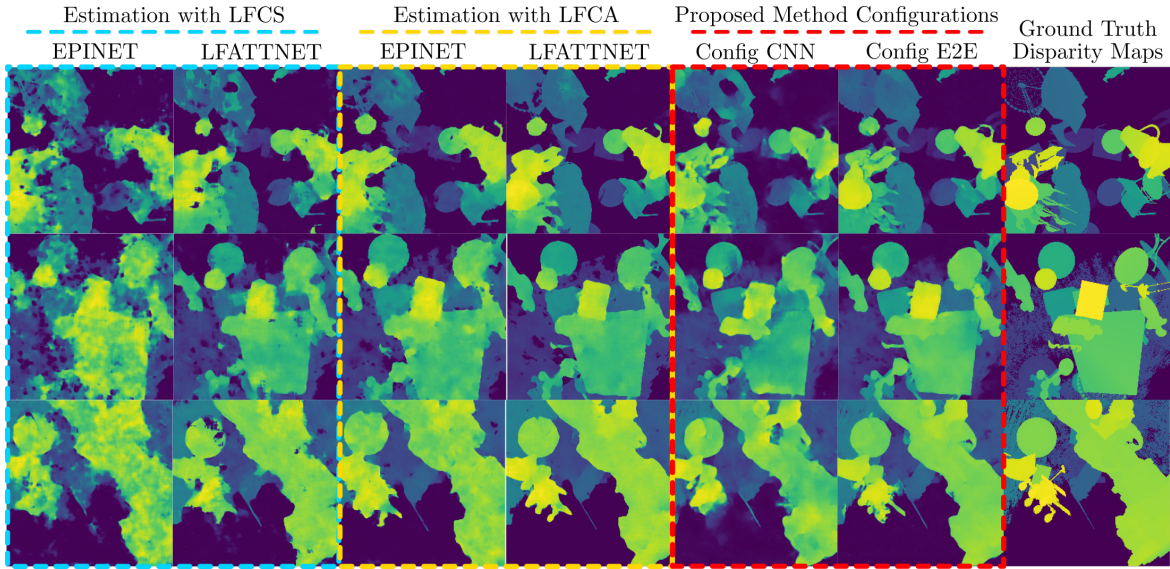 Estimation with LFCS
Estimation with LFCA
Proposed Method Configurations
Ground Truth
Disparity Maps
EPINET
LFATTNET
EPINET
LFATTNET
Config CNN
Config E2E